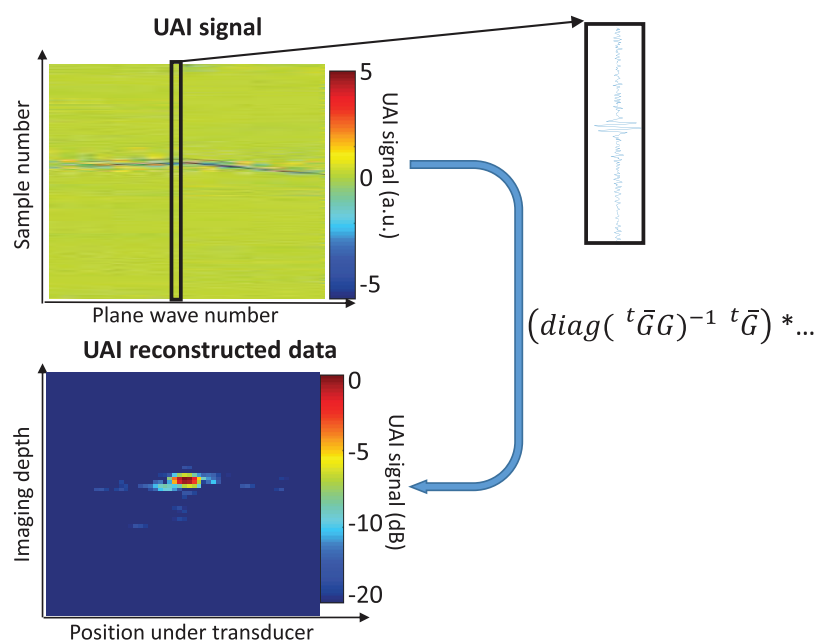 UAI signal
Sample number
5
0
-5
UAI signal (a.u.)
Plane wave number
(diag( ᵗḠG)⁻¹ ᵗḠ) *...
UAI reconstructed data
Imaging depth
0
-5
-10
-20
UAI signal (dB)
Position under transducer